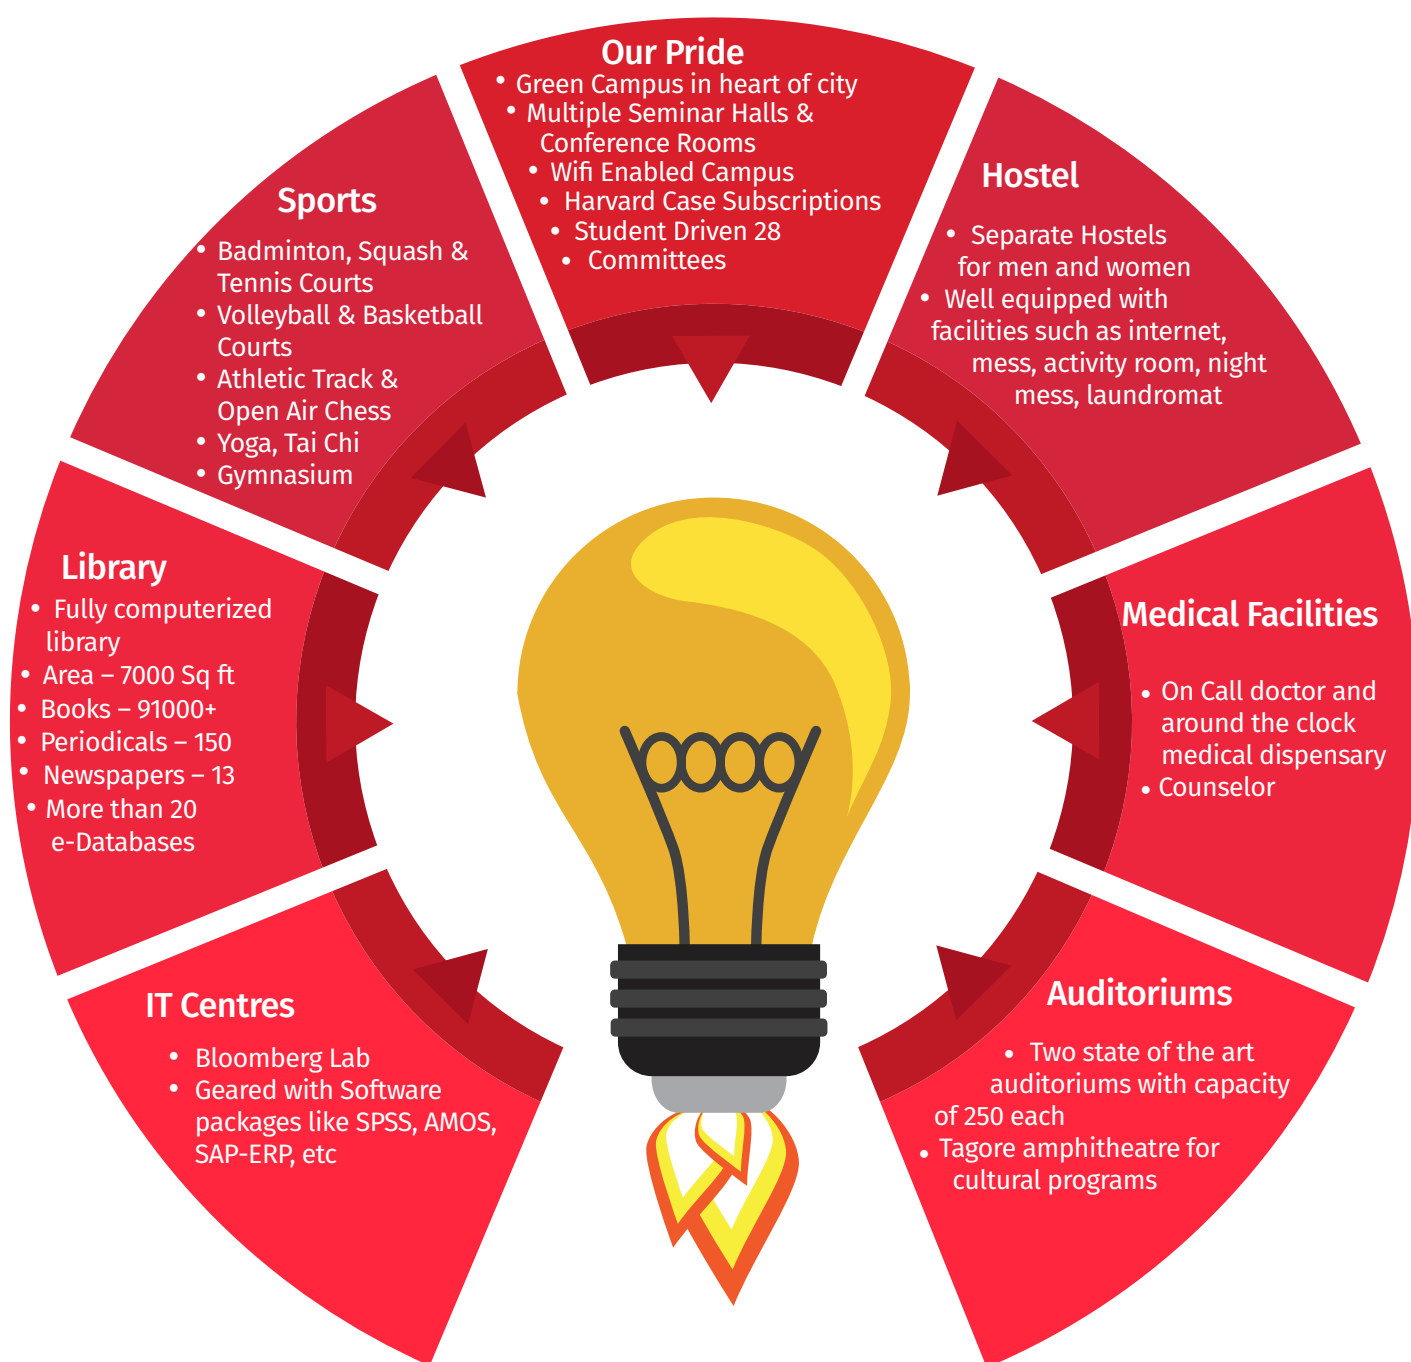 Our Pride
• Green Campus in heart of city
• Multiple Seminar Halls &
Conference Rooms
• Wifi Enabled Campus
• Harvard Case Subscriptions
• Student Driven 28
• Committees
Sports
• Badminton, Squash &
Tennis Courts
• Volleyball & Basketball
Courts
• Athletic Track &
Open Air Chess
• Yoga, Tai Chi
• Gymnasium
Hostel
• Separate Hostels
for men and women
• Well equipped with
facilities such as internet,
mess, activity room, night
mess, laundromat
Library
• Fully computerized
library
• Area – 7000 Sq ft
• Books – 91000+
• Periodicals – 150
• Newspapers – 13
• More than 20
e-Databases
Medical Facilities
• On Call doctor and
around the clock
medical dispensary
• Counselor
IT Centres
• Bloomberg Lab
• Geared with Software
packages like SPSS, AMOS,
SAP-ERP, etc
Auditoriums
• Two state of the art
auditoriums with capacity
of 250 each
• Tagore amphitheatre for
cultural programs